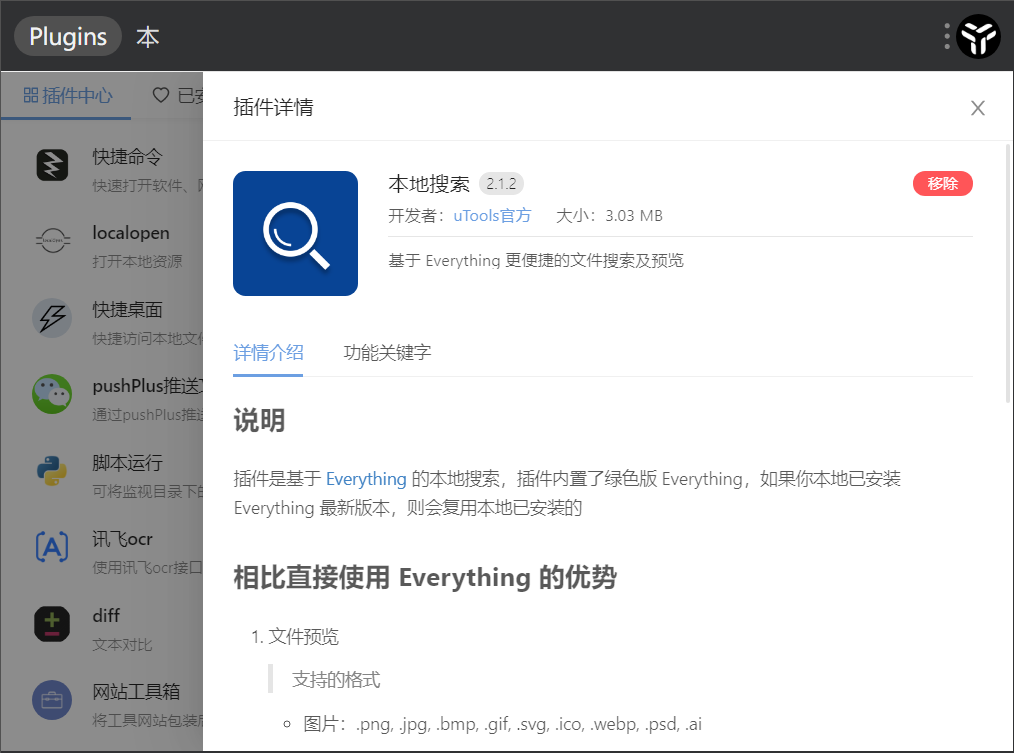 Plugins 本
插件中心
已安
插件详情
快捷命令
快速打开软件、
localopen
打开本地资源
快捷桌面
快捷访问本地文件
pushPlus推送
通过pushPlus推送
脚本运行
可将监视目录下的
讯飞ocr
使用讯飞ocr接口
diff
文本对比
网站工具箱
将工具网站包装成
本地搜索 2.1.2
移除
开发者：uTools官方 大小：3.03 MB
基于 Everything 更便捷的文件搜索及预览
详情介绍 功能关键字
说明
插件是基于 Everything 的本地搜索，插件内置了绿色版 Everything，如果你本地已安装
Everything 最新版本，则会复用本地已安装的
相比直接使用 Everything 的优势
1. 文件预览
支持的格式
图片：.png, .jpg, .bmp, .gif, .svg, .ico, .webp, .psd, .ai